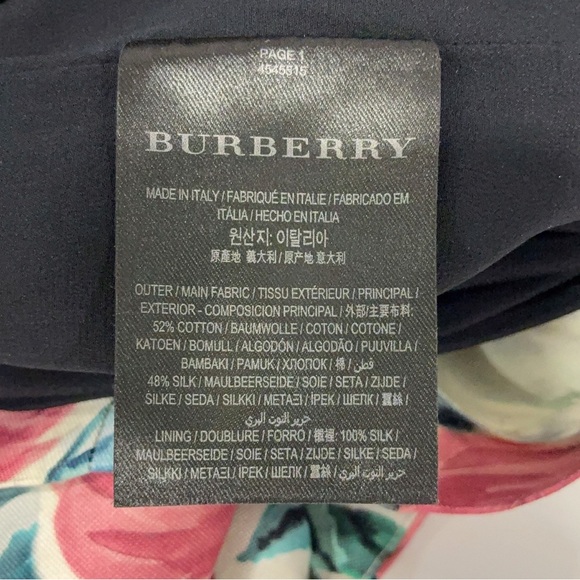 PAGE 1
4545915
BURBERRY
MADE IN ITALY / FABRIQUÉ EN ITALIE / FABRICADO EM
ITÁLIA / HECHO EN ITALIA
원산지: 이탈리아
原產地 義大利 / 原产地 意大利
OUTER / MAIN FABRIC / TISSU EXTÉRIEUR / PRINCIPAL /
EXTERIOR - COMPOSICION PRINCIPAL / 外部/主要布料:
52% COTTON / BAUMWOLLE / COTON / COTONE /
KATOEN / BOMULL / ALGODÓN / ALGODÃO / PUUVILLA /
BAMBAKI / PAMUK / ХЛОПОК / 棉 / قطن /
48% SILK / MAULBEERSEIDE / SOIE / SETA / ZIJDE /
SILKE / SEDA / SILKKI / ΜΕΤΑΞΙ / İPEK / ШЕЛК / 蠶絲 /
حرير التوت البري /
LINING / DOUBLURE / FORRO / 襯裡: 100% SILK /
MAULBEERSEIDE / SOIE / SETA / ZIJDE / SILKE / SEDA /
SILKKI / ΜΕΤΑΞΙ / İPEK / ШЕЛК / 蠶絲 / حرير التوت البري /